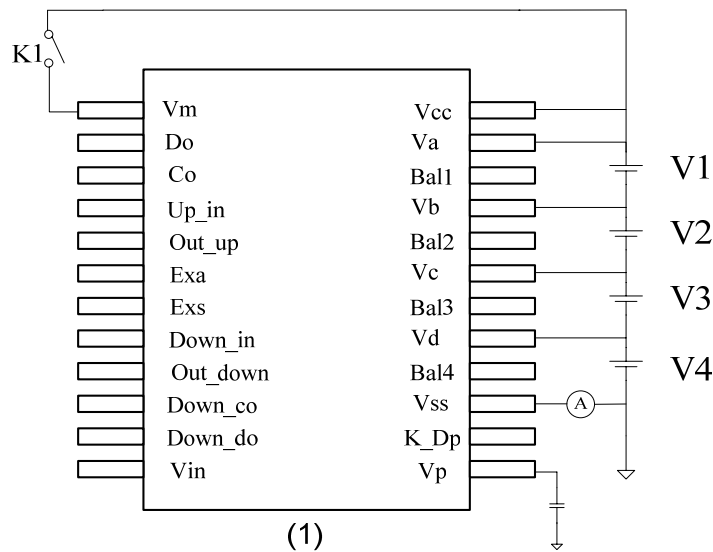 K1
Vm
Do
Co
Up_in
Out_up
Exa
Exs
Down_in
Out_down
Down_co
Down_do
Vin
Vcc
Va
Bal1
Vb
Bal2
Vc
Bal3
Vd
Bal4
Vss
K_Dp
Vp
V1
V2
V3
V4
A
(1)